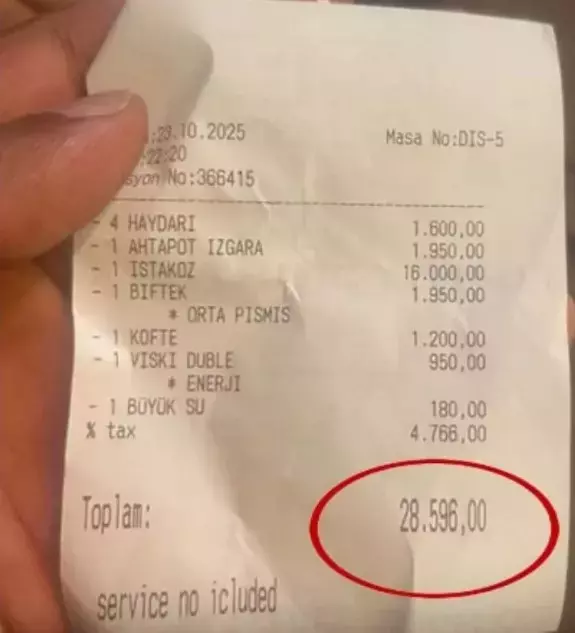 23.10.2025 Masa No:DIS-5
:22:20
syon No:366415
- 4 HAYDARI 1.600,00
- 1 AHTAPOT IZGARA 1.950,00
- 1 ISTAKOZ 16.000,00
- 1 BIFTEK 1.950,00
* ORTA PISMIS
- 1 KOFTE 1.200,00
- 1 VISKI DUBLE 950,00
* ENERJI
- 1 BÜYÜK SU 180,00
% tax 4.766,00
Toplam: 28.596,00
service no icluded